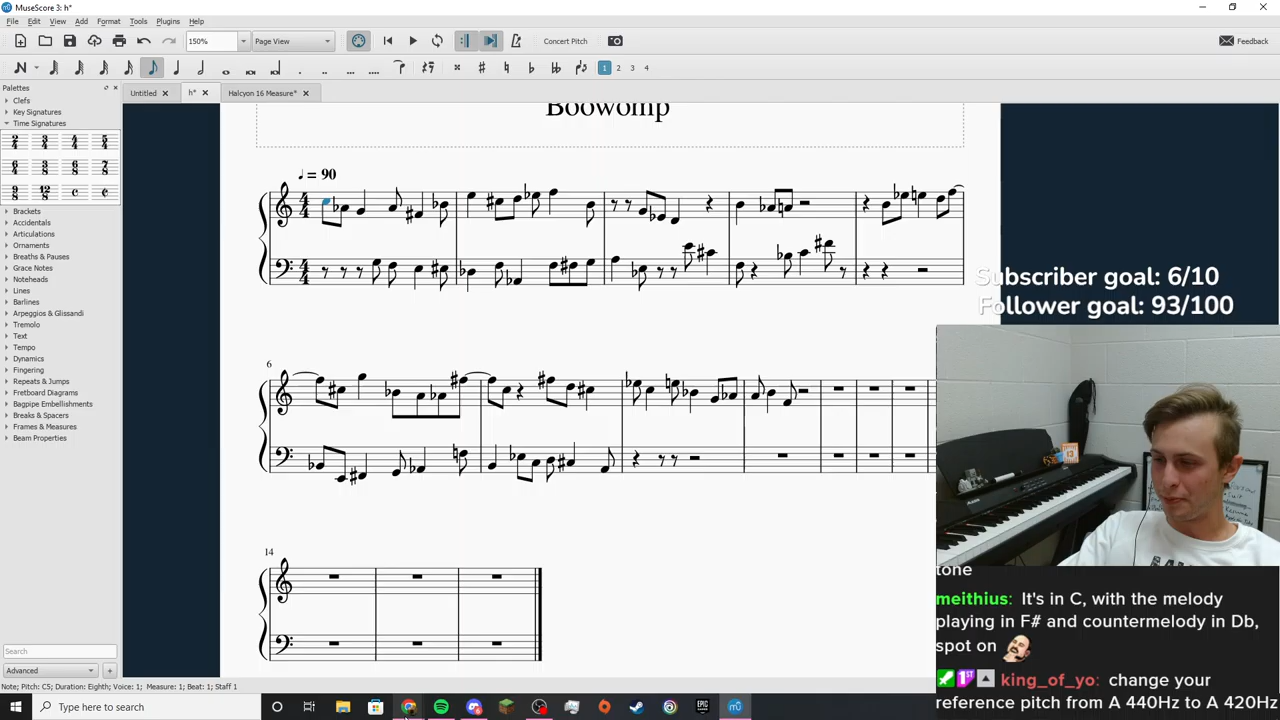 MuseScore 3: h*
File Edit View Add Format Tools Plugins Help
150% Page View Concert Pitch Feedback
1 2 3 4
Palettes
Untitled h* Halcyon 16 Measure*
Clefs
Key Signatures
Time Signatures
Brackets
Accidentals
Articulations
Ornaments
Breaths & Pauses
Grace Notes
Noteheads
Lines
Barlines
Arpeggios & Glissandi
Tremolo
Text
Tempo
Dynamics
Fingering
Repeats & Jumps
Fretboard Diagrams
Bagpipe Embellishments
Breaks & Spacers
Frames & Measures
Beam Properties
Search
Advanced
Note; Pitch: C5; Duration: Eighth; Voice: 1; Measure: 1; Beat: 1; Staff 1
Boowomp
= 90
6
14
Subscriber goal: 6/10
Follower goal: 93/100
tone
meithius: It's in C, with the melody
playing in F# and countermelody in Db,
spot on
king_of_yo: change your
reference pitch from A 440Hz to A 420Hz
Type here to search